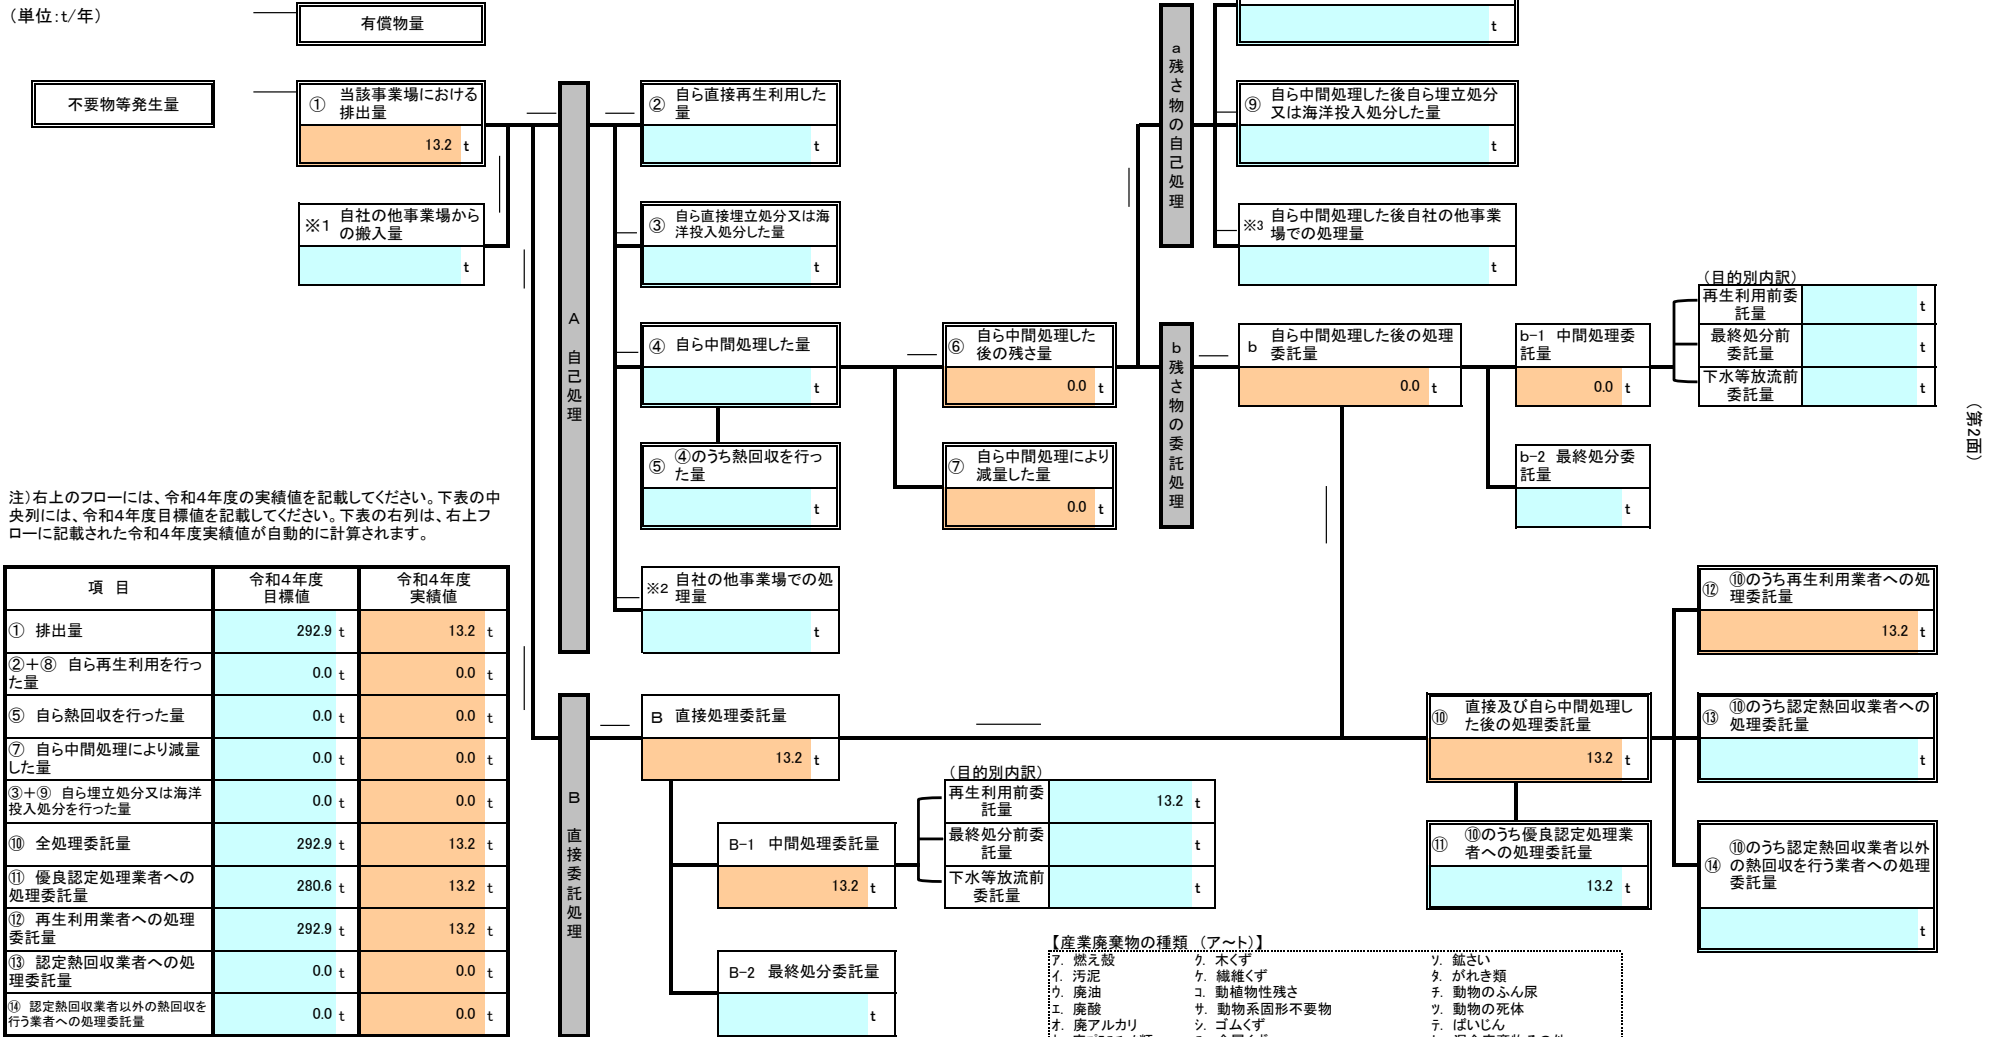 (単位:t/年)
有償物量
t
不要物等発生量
① 当該事業場における
排出量
13.2 t
※1 自社の他事業場から
の搬入量
t
A 自己処理
② 自ら直接再生利用した
量
t
③ 自ら直接埋立処分又は海
洋投入処分した量
t
④ 自ら中間処理した量
t
⑤ ④のうち熱回収を行っ
た量
t
※2 自社の他事業場での処
理量
t
⑥ 自ら中間処理した
後の残さ量
0.0 t
⑦ 自ら中間処理により
減量した量
0.0 t
a 残さ物の自己処理
⑨ 自ら中間処理した後自ら埋立処分
又は海洋投入処分した量
t
※3 自ら中間処理した後自社の他事業
場での処理量
t
b 残さ物の委託処理
b 自ら中間処理した後の処理
委託量
0.0 t
b-1 中間処理委
託量
0.0 t
b-2 最終処分委
託量
t
(目的別内訳)
再生利用前委
託量
t
最終処分前
委託量
t
下水等放流前
委託量
t
(第2面)
注)右上のフローには、令和4年度の実績値を記載してください。下表の中
央列には、令和4年度目標値を記載してください。下表の右列は、右上フ
ローに記載された令和4年度実績値が自動的に計算されます。
項 目
令和4年度
目標値
令和4年度
実績値
① 排出量 292.9 t 13.2 t
②+⑧ 自ら再生利用を行っ
た量 0.0 t 0.0 t
⑤ 自ら熱回収を行った量 0.0 t 0.0 t
⑦ 自ら中間処理により減量
した量 0.0 t 0.0 t
③+⑨ 自ら埋立処分又は海洋
投入処分を行った量 0.0 t 0.0 t
⑩ 全処理委託量 292.9 t 13.2 t
⑪ 優良認定処理業者への
処理委託量 280.6 t 13.2 t
⑫ 再生利用業者への処理
委託量 292.9 t 13.2 t
⑬ 認定熱回収業者への処
理委託量 0.0 t 0.0 t
⑭ 認定熱回収業者以外の熱回収を
行う業者への処理委託量 0.0 t 0.0 t
B 直接委託処理
B 直接処理委託量
13.2 t
B-1 中間処理委託量
13.2 t
B-2 最終処分委託量
t
(目的別内訳)
再生利用前委
託量
13.2 t
最終処分前委
託量
t
下水等放流前
委託量
t
⑩ 直接及び自ら中間処理し
た後の処理委託量
13.2 t
⑪ ⑩のうち優良認定処理業
者への処理委託量
13.2 t
⑫ ⑩のうち再生利用業者への処
理委託量
13.2 t
⑬ ⑩のうち認定熱回収業者への
処理委託量
t
⑭ ⑩のうち認定熱回収業者以外
の熱回収を行う業者への処理
委託量
t
【産業廃棄物の種類 (ア~ト)】
ア. 燃え殻 ク. 木くず ソ. 鉱さい
イ. 汚泥 ケ. 繊維くず タ. がれき類
ウ. 廃油 コ. 動植物性残さ チ. 動物のふん尿
エ. 廃酸 サ. 動物系固形不要物 ツ. 動物の死体
オ. 廃アルカリ シ. ゴムくず テ. ばいじん